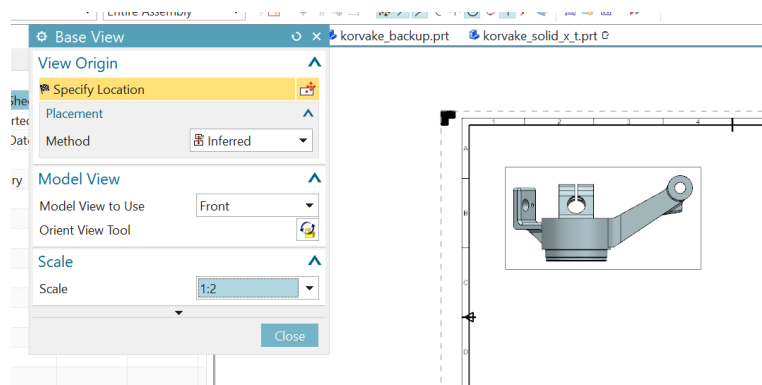 Entire Assembly
Base View
korvake_backup.prt
korvake_solid_x_t.prt
View Origin
Specify Location
Placement
Method
Inferred
Model View
Model View to Use
Front
Orient View Tool
Scale
Scale
1:2
Close
1 2 3 4
A
B
C
D